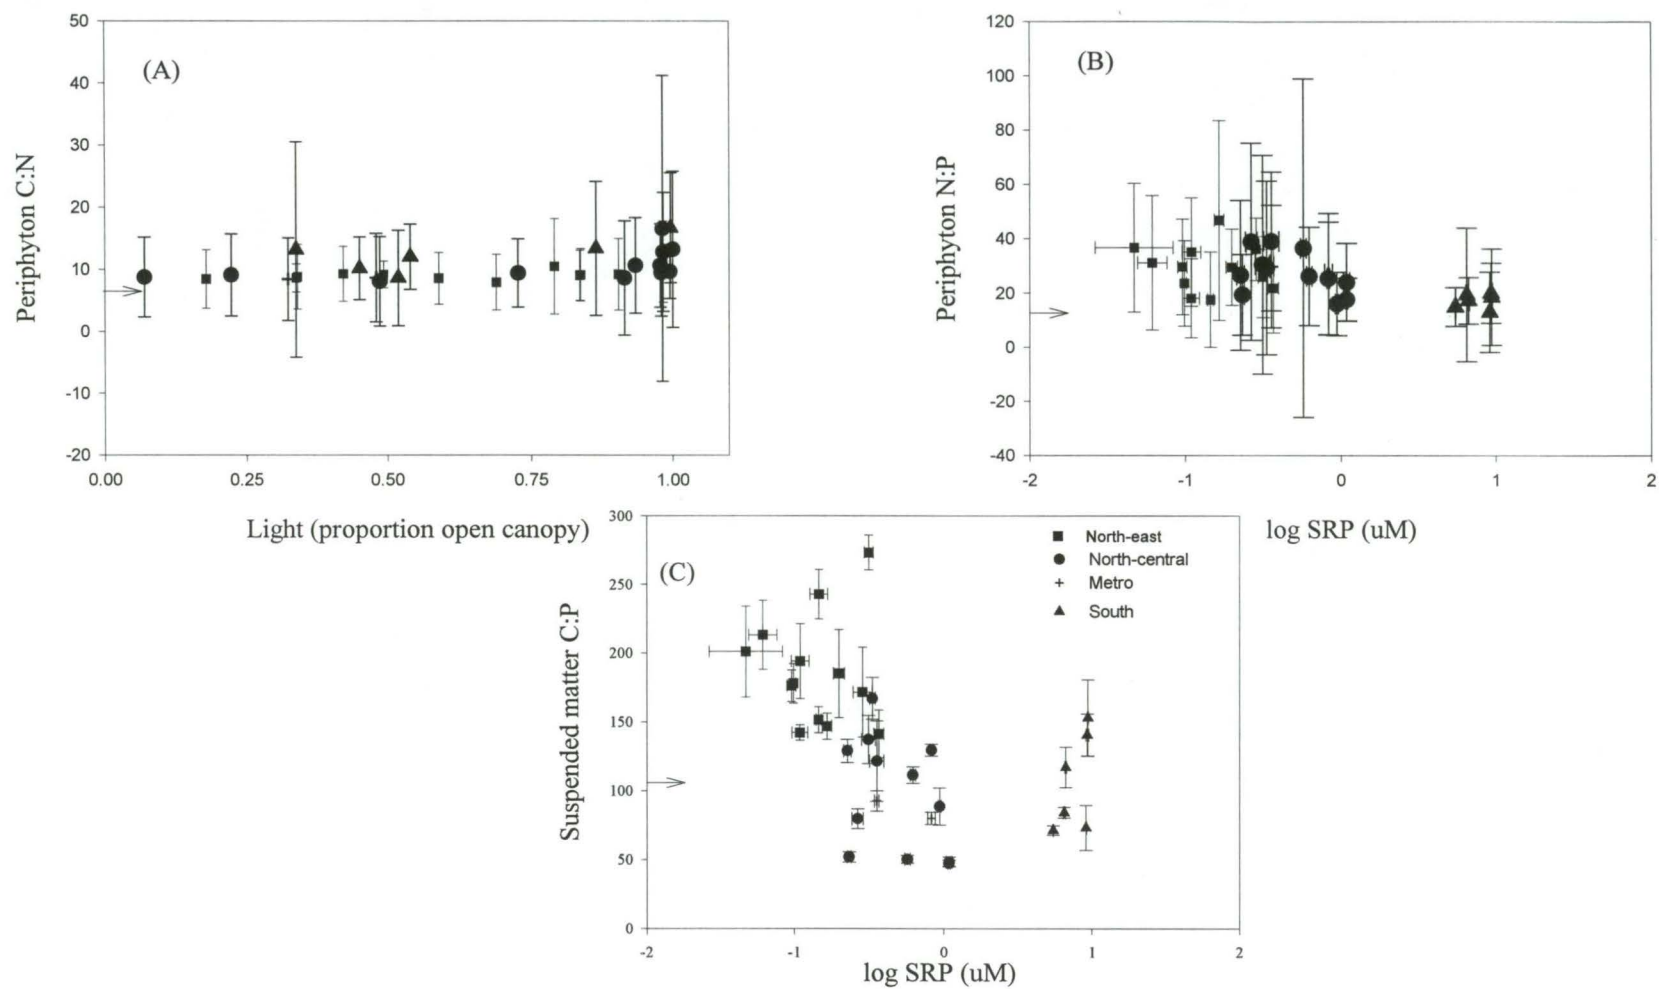 (A)
Periphyton C:N
50
40
30
20
10
0
-10
-20
0.00 0.25 0.50 0.75 1.00
Light (proportion open canopy)
(B)
Periphyton N:P
120
100
80
60
40
20
0
-20
-40
-2 -1 0 1 2
log SRP (uM)
(C)
Suspended matter C:P
300
250
200
150
100
50
0
-2 -1 0 1 2
log SRP (uM)
North-east
North-central
Metro
South